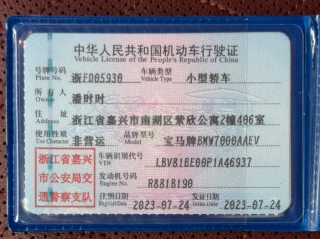 中华人民共和国机动车行驶证
Vehicle License of the People's Republic of China
号牌号码 浙FD05930 车辆类型 小型轿车
Plate No. Vehicle Type
所有人 潘时时
Owner
住址 浙江省嘉兴市南湖区紫欣公寓2幢406室
Address
使用性质 非营运 品牌型号 宝马牌BMW7000AAEV
Use Character Model
浙江省嘉兴
市公安局交
通警察支队
车辆识别代号 LBV81BE00P1A46937
VIN
发动机号码 R881B190
Engine No.
注册日期 2023-07-24 发证日期 2023-07-24
Register Date Issue Date